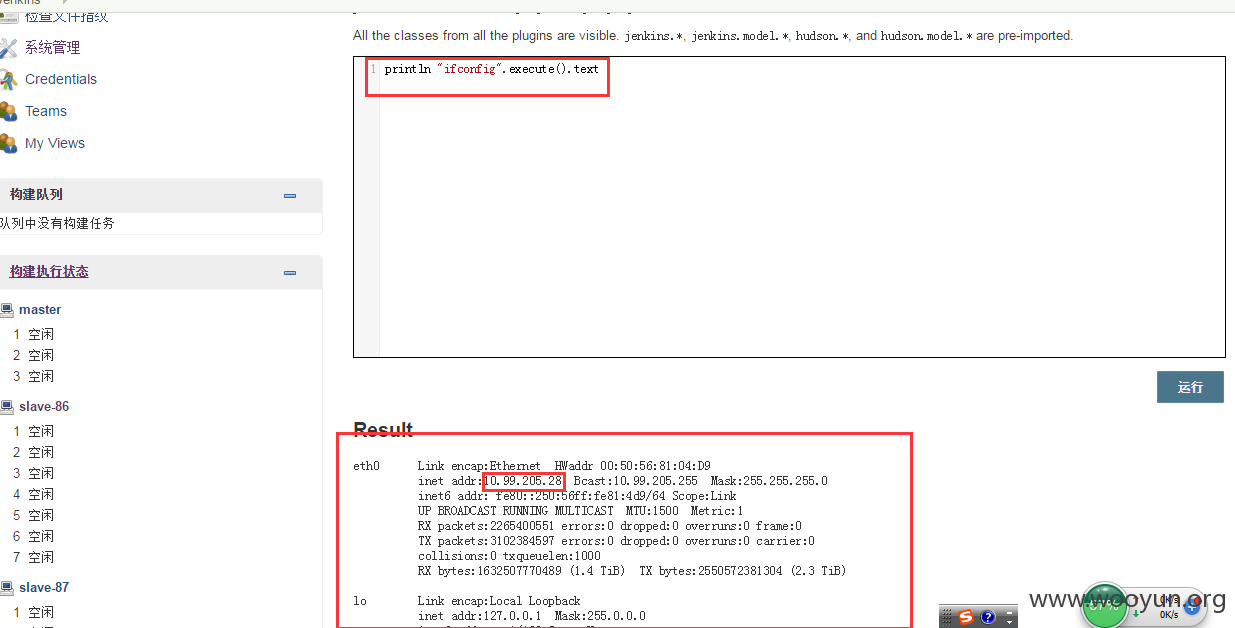 检查文件指纹
系统管理
Credentials
Teams
My Views
构建队列
队列中没有构建任务
构建执行状态
master
1 空闲
2 空闲
3 空闲
slave-86
1 空闲
2 空闲
3 空闲
4 空闲
5 空闲
6 空闲
7 空闲
slave-87
1 空闲
All the classes from all the plugins are visible. jenkins.*, jenkins.model.*, hudson.*, and hudson.model.* are pre-imported.
1 println "ifconfig".execute().text
运行
Result
eth0 Link encap:Ethernet HWaddr 00:50:56:81:04:D9
inet addr:10.99.205.28 Bcast:10.99.205.255 Mask:255.255.255.0
inet6 addr: fe80::250:56ff:fe81:4d9/64 Scope:Link
UP BROADCAST RUNNING MULTICAST MTU:1500 Metric:1
RX packets:2265400551 errors:0 dropped:0 overruns:0 frame:0
TX packets:3102384597 errors:0 dropped:0 overruns:0 carrier:0
collisions:0 txqueuelen:1000
RX bytes:1632507770489 (1.4 TiB) TX bytes:2550572381304 (2.3 TiB)
lo Link encap:Local Loopback
inet addr:127.0.0.1 Mask:255.0.0.0
www.wooyun.org
0K/s
0K/s